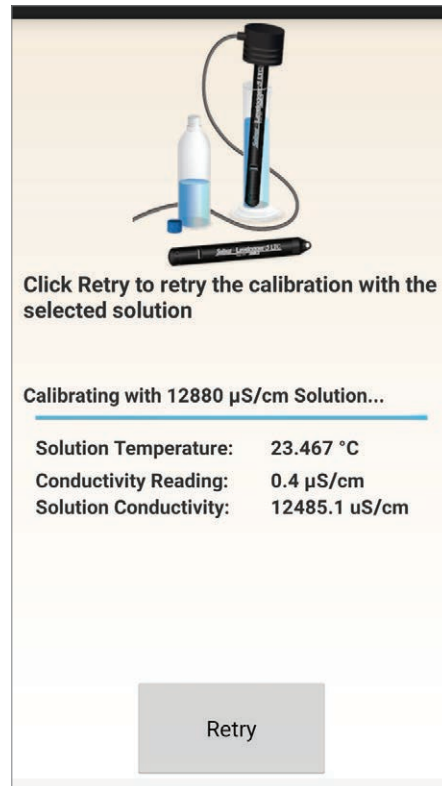 Click Retry to retry the calibration with the
selected solution
Calibrating with 12880 µS/cm Solution...
Solution Temperature: 23.467 °C
Conductivity Reading: 0.4 µS/cm
Solution Conductivity: 12485.1 uS/cm
Retry